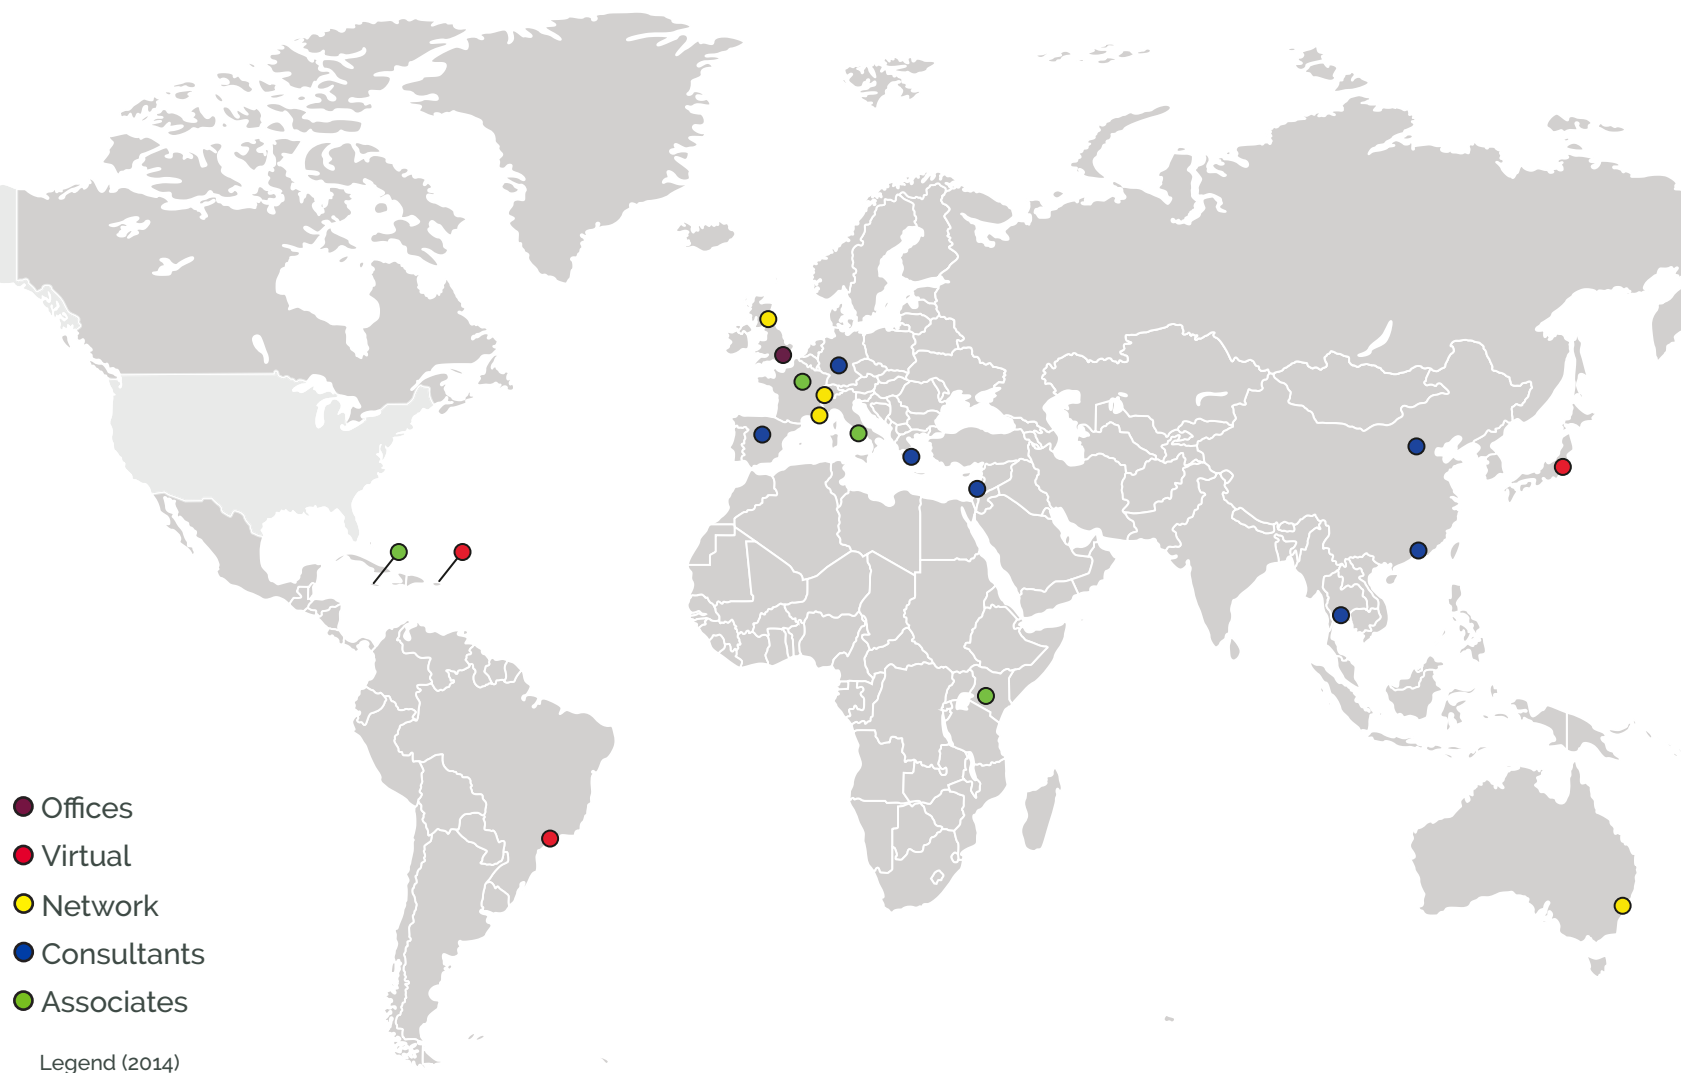 Offices
Virtual
Network
Consultants
Associates
Legend (2014)